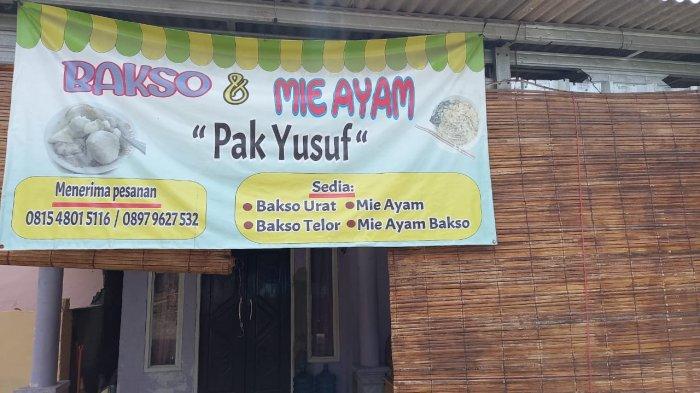 BAKSO & MIE AYAM
“ Pak Yusuf “
Menerima pesanan
0815 4801 5116 / 0897 9627 532
Sedia:
• Bakso Urat • Mie Ayam
• Bakso Telor • Mie Ayam Bakso